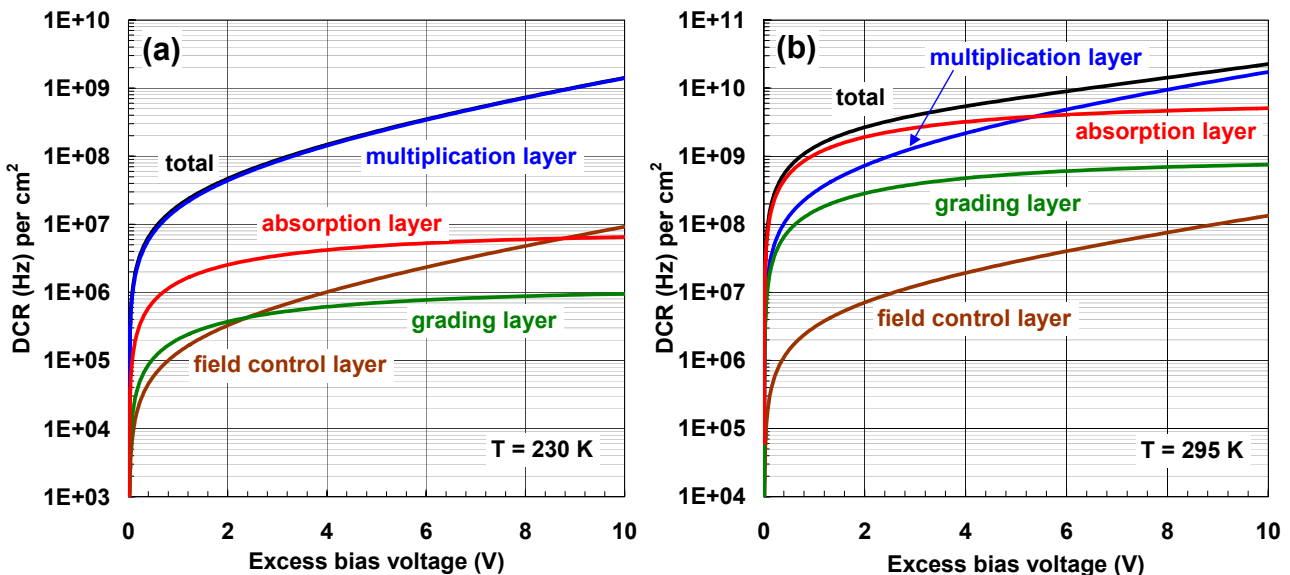 (a)
1E+10
1E+09
1E+08
1E+07
1E+06
1E+05
1E+04
1E+03
DCR (Hz) per cm²
total
multiplication layer
absorption layer
grading layer
field control layer
T = 230 K
0 2 4 6 8 10
Excess bias voltage (V)
(b)
1E+11
1E+10
1E+09
1E+08
1E+07
1E+06
1E+05
1E+04
DCR (Hz) per cm²
multiplication layer
total
absorption layer
grading layer
field control layer
T = 295 K
0 2 4 6 8 10
Excess bias voltage (V)